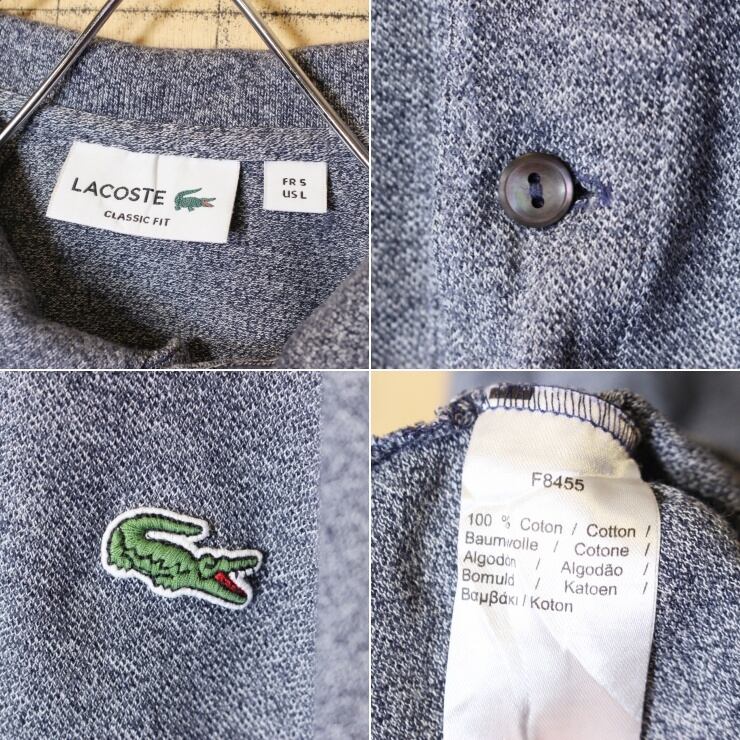 LACOSTE
CLASSIC FIT
FR 5
US L
F8455
100 % Coton / Cotton /
Baumwolle / Cotone /
Algodón / Algodão /
Bomuld / Katoen /
Βαμβάκι / Koton